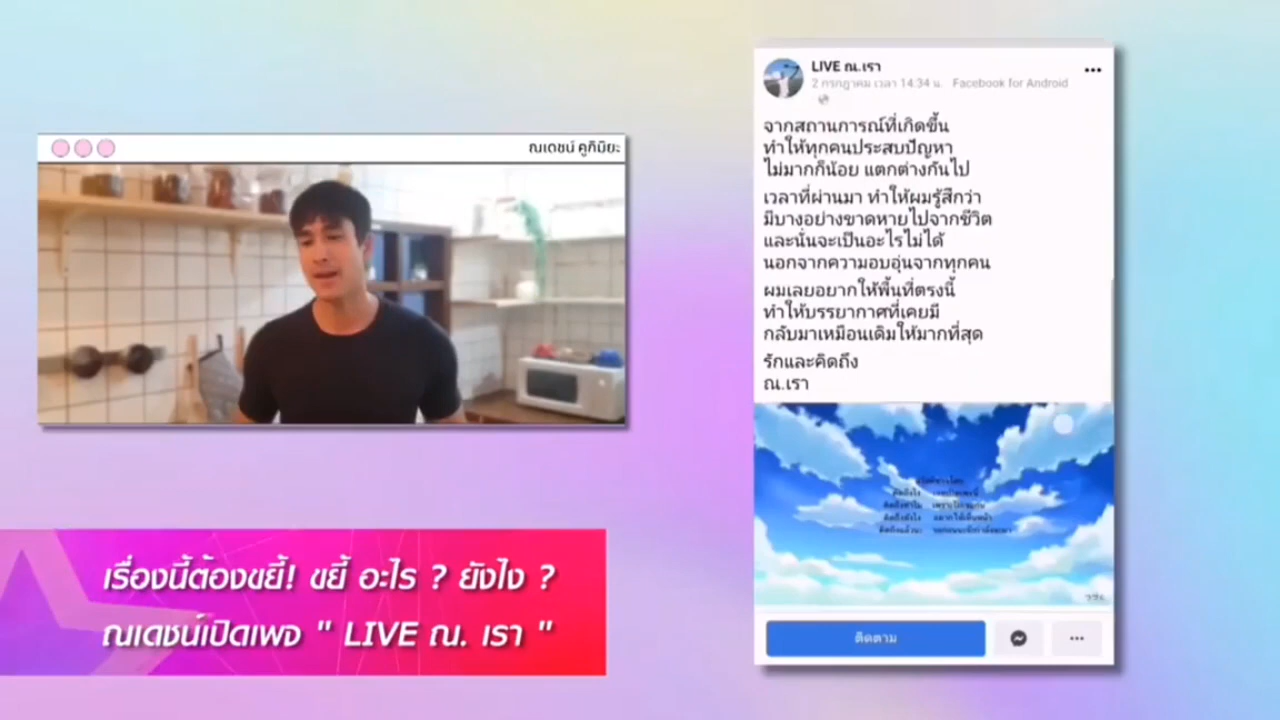 ณเดชน์ คูกิมิยะ
เรื่องนี้ต้องขยี้! ขยี้ อะไร ? ยังไง ?
ณเดชน์เปิดเพจ " LIVE ณ. เรา "
LIVE ณ.เรา
2 กรกฎาคม เวลา 14:34 น. Facebook for Android
จากสถานการณ์ที่เกิดขึ้น
ทำให้ทุกคนประสบปัญหา
ไม่มากก็น้อย แตกต่างกันไป
เวลาที่ผ่านมา ทำให้ผมรู้สึกว่า
มีบางอย่างขาดหายไปจากชีวิต
และนั่นจะเป็นอะไรไม่ได้
นอกจากความอบอุ่นจากทุกคน
ผมเลยอยากให้พื้นที่ตรงนี้
ทำให้บรรยากาศที่เคยมี
กลับมาเหมือนเดิมให้มากที่สุด
รักและคิดถึง
ณ.เรา
ติดตาม